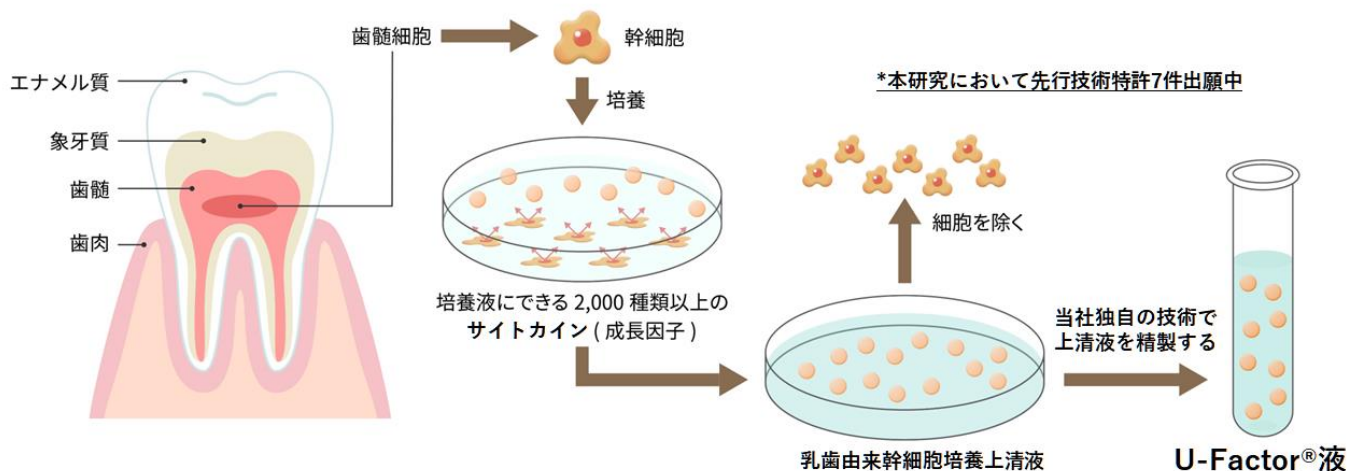 歯髄細胞
幹細胞
エナメル質
象牙質
歯髄
歯肉
培養
*本研究において先行技術特許7件出願中
細胞を除く
培養液にできる 2,000 種類以上の
サイトカイン ( 成長因子 )
当社独自の技術で
上清液を精製する
乳歯由来幹細胞培養上清液
U-Factor®液